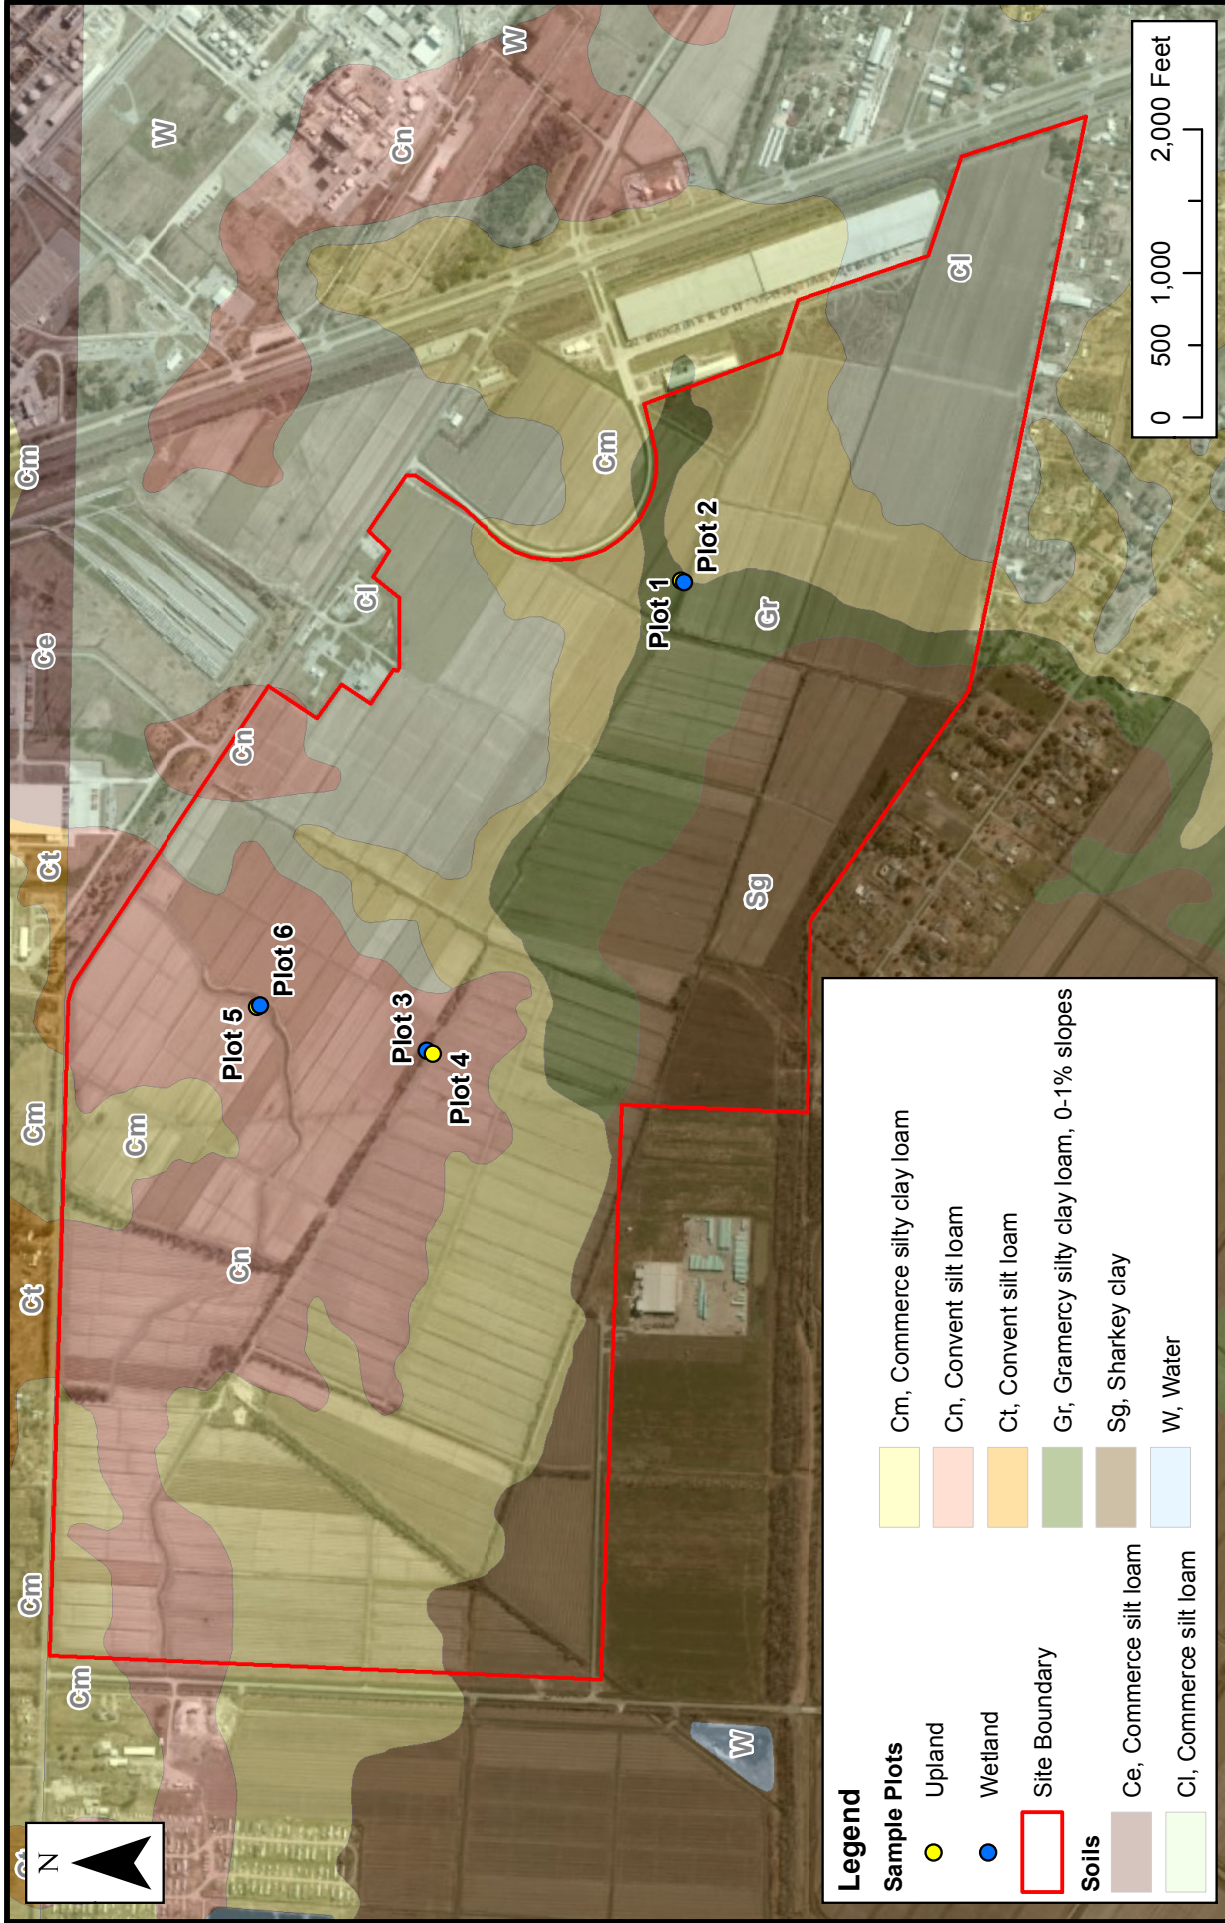 Cm
Ct
Cm
Ct
Ce
Cm
N
Cm
Cm
W
Plot 5
Cn
Cn
Plot 6
Cl
Plot 3
Cn
Plot 4
W
Cm
Plot 1
Plot 2
W
Sg
Gr
Cl
Legend
Sample Plots
Upland
Wetland
Site Boundary
Soils
Ce, Commerce silt loam
Cl, Commerce silt loam
Cm, Commerce silty clay loam
Cn, Convent silt loam
Ct, Convent silt loam
Gr, Gramercy silty clay loam, 0-1% slopes
Sg, Sharkey clay
W, Water
0 500 1,000 2,000 Feet